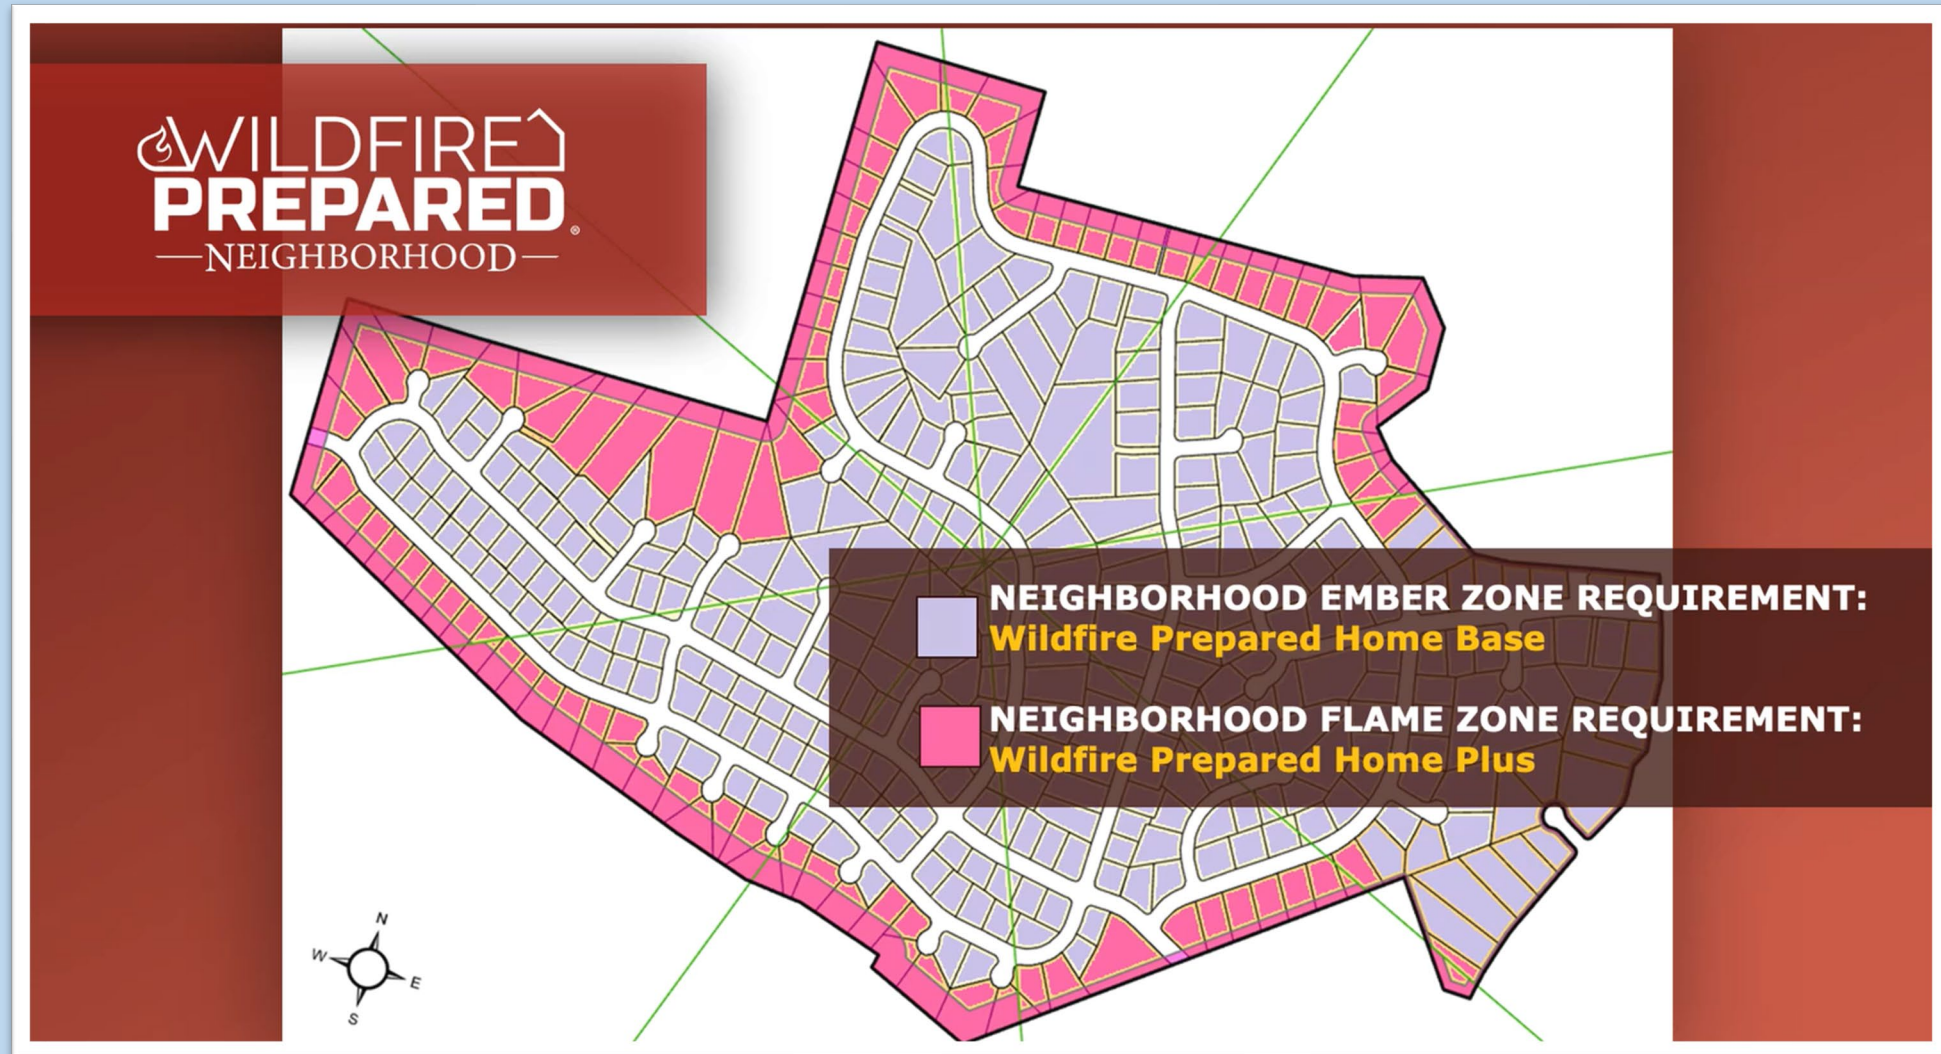 WILDFIRE
PREPARED®
NEIGHBORHOOD
NEIGHBORHOOD EMBER ZONE REQUIREMENT:
Wildfire Prepared Home Base
NEIGHBORHOOD FLAME ZONE REQUIREMENT:
Wildfire Prepared Home Plus
N
W
E
S